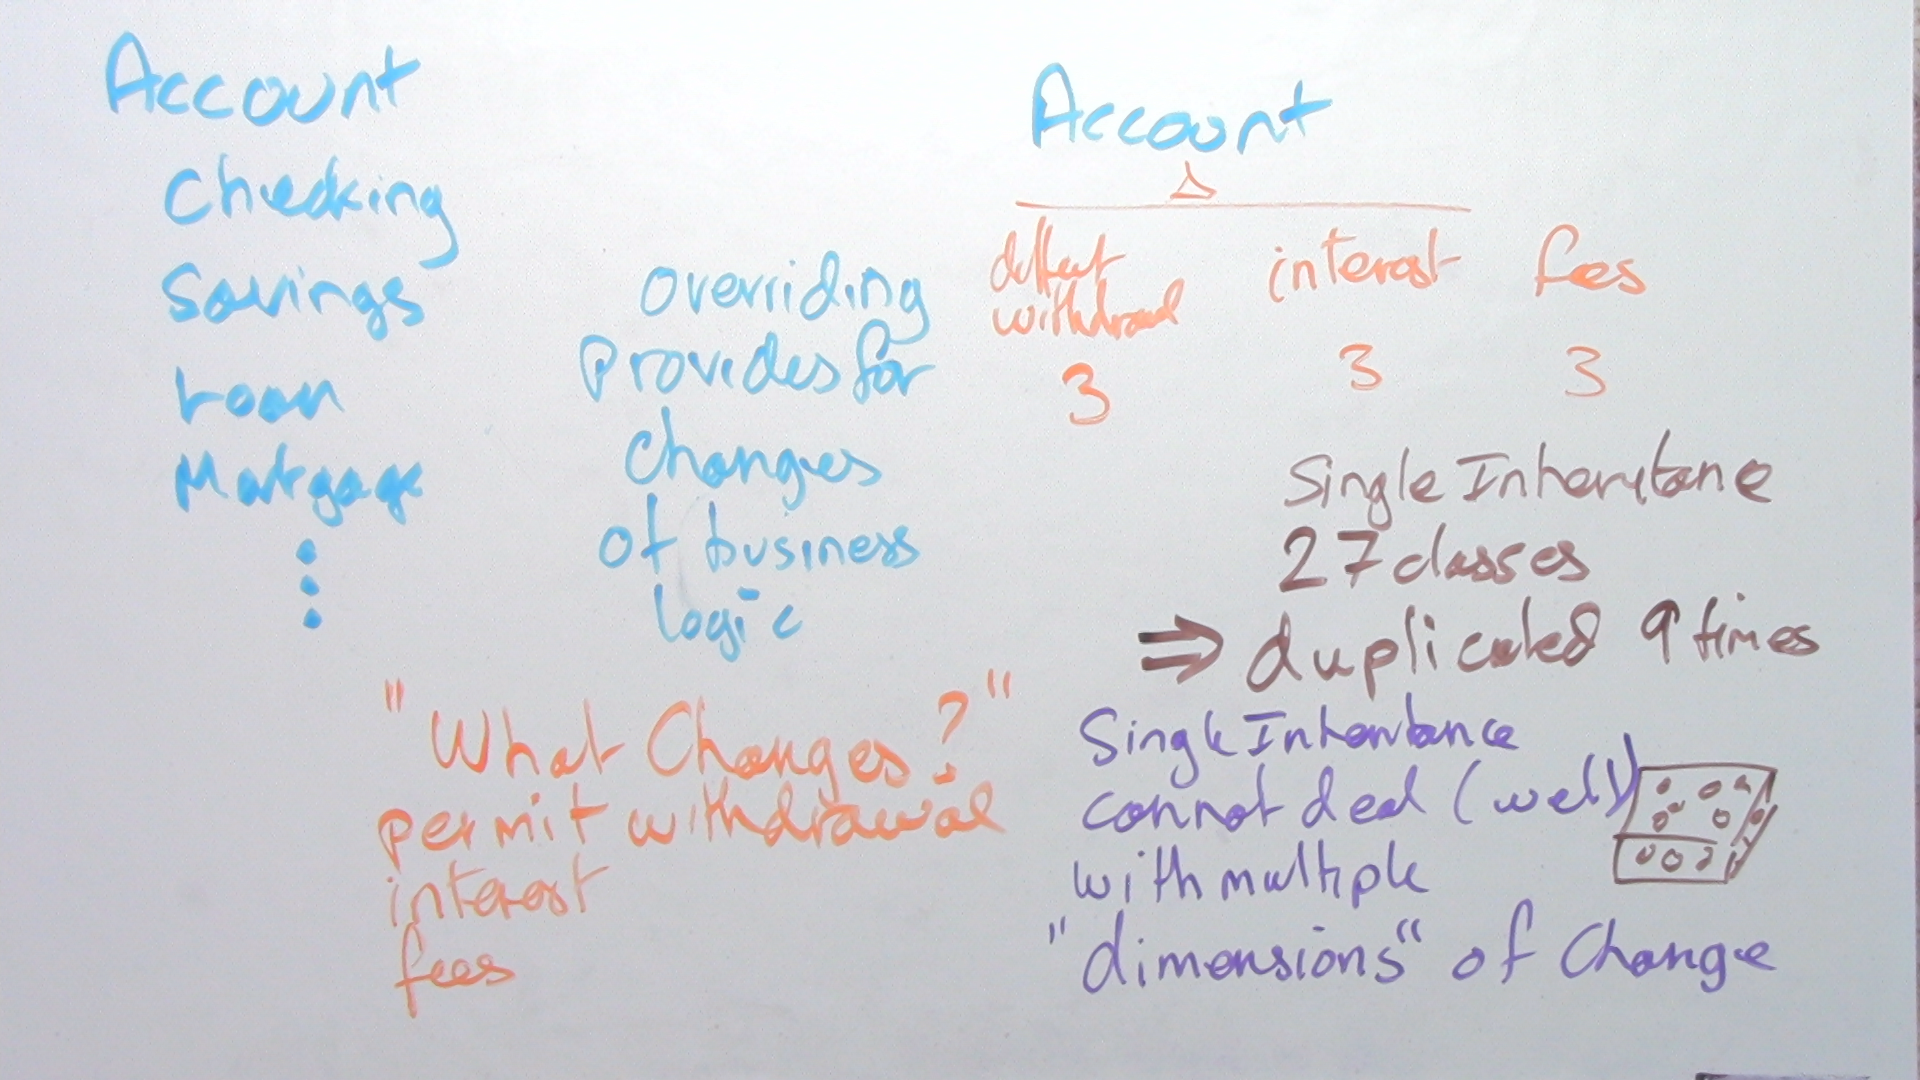 Account
Checking
Savings
Loan
Mortgage
overriding
provides for
changes
of business
logic
"What Changes?"
permit withdrawal
interest
fees
Account
interest fees
withdrawal
3 3 3
Single Inheritance
27 classes
⇒ duplicated 9 times
Single Inheritance
cannot deal (well)
with multiple
"dimensions" of Change